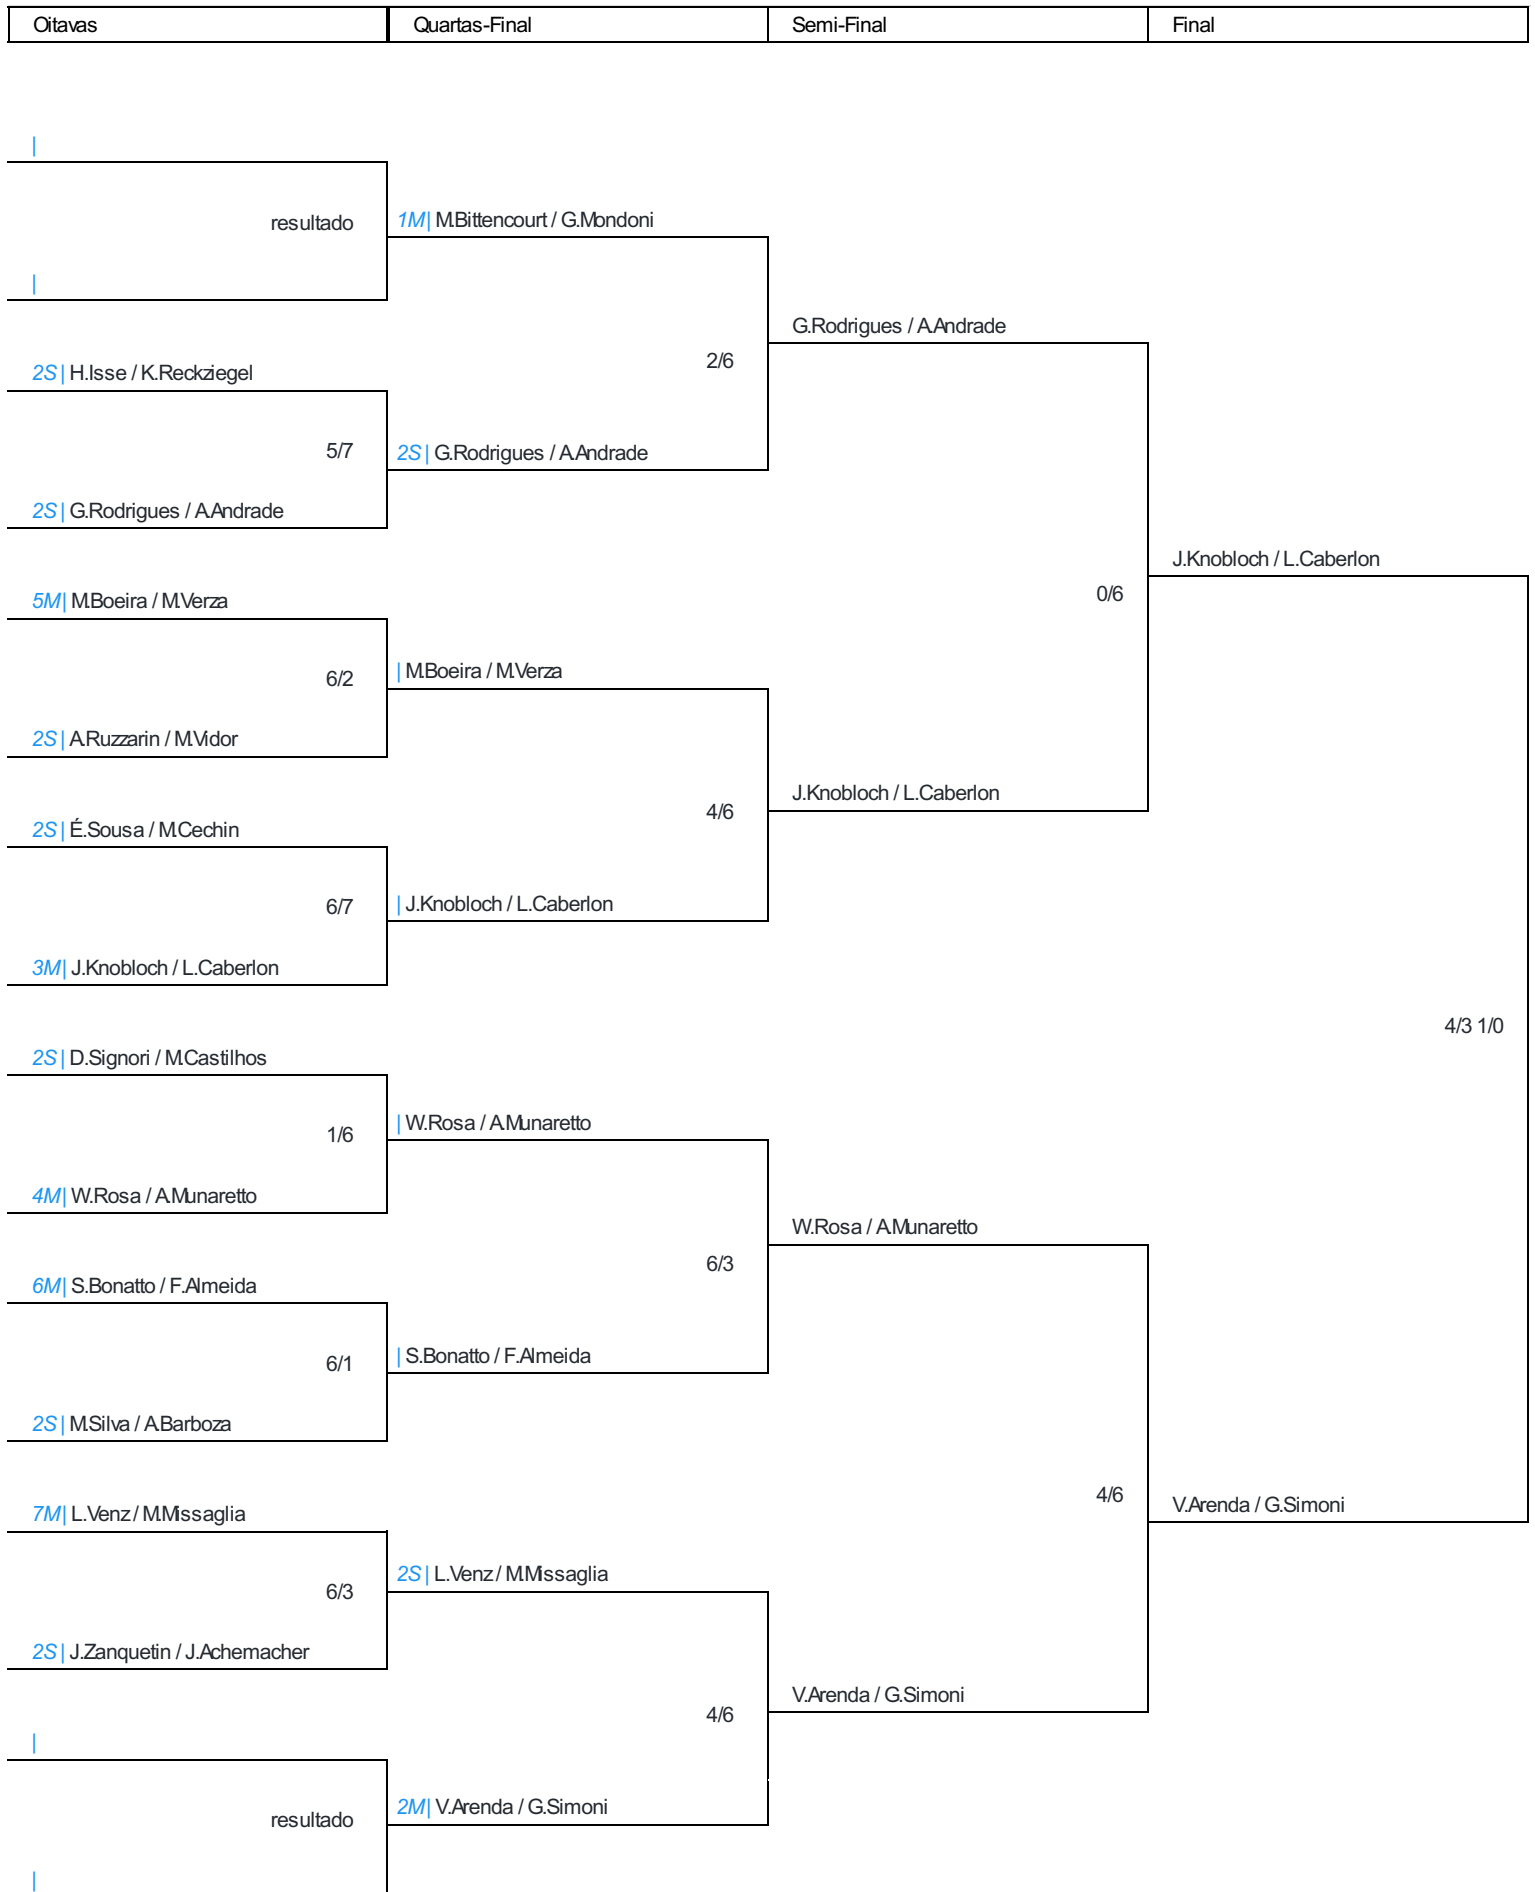 Oitavas
Quartas-Final
Semi-Final
Final
|
resultado
|
2S| H.Isse / K.Reckziegel
5/7
2S| G.Rodrigues / A.Andrade
5M| M.Boeira / M.Verza
6/2
2S| A.Ruzzarin / M.Vidor
2S| É.Sousa / M.Cechin
6/7
3M| J.Knobloch / L.Caberlon
2S| D.Signori / M.Castilhos
1/6
4M| W.Rosa / A.Munaretto
6M| S.Bonatto / F.Almeida
6/1
2S| M.Silva / A.Barboza
7M| L.Venz / M.Missaglia
6/3
2S| J.Zanquetin / J.Achemacher
|
resultado
|
1M| M.Bittencourt / G.Mondoni
2/6
2S| G.Rodrigues / A.Andrade
| M.Boeira / M.Verza
4/6
| J.Knobloch / L.Caberlon
| W.Rosa / A.Munaretto
6/3
| S.Bonatto / F.Almeida
2S| L.Venz / M.Missaglia
4/6
2M| V.Arenda / G.Simoni
G.Rodrigues / A.Andrade
0/6
J.Knobloch / L.Caberlon
W.Rosa / A.Munaretto
4/6
V.Arenda / G.Simoni
J.Knobloch / L.Caberlon
4/3 1/0
V.Arenda / G.Simoni